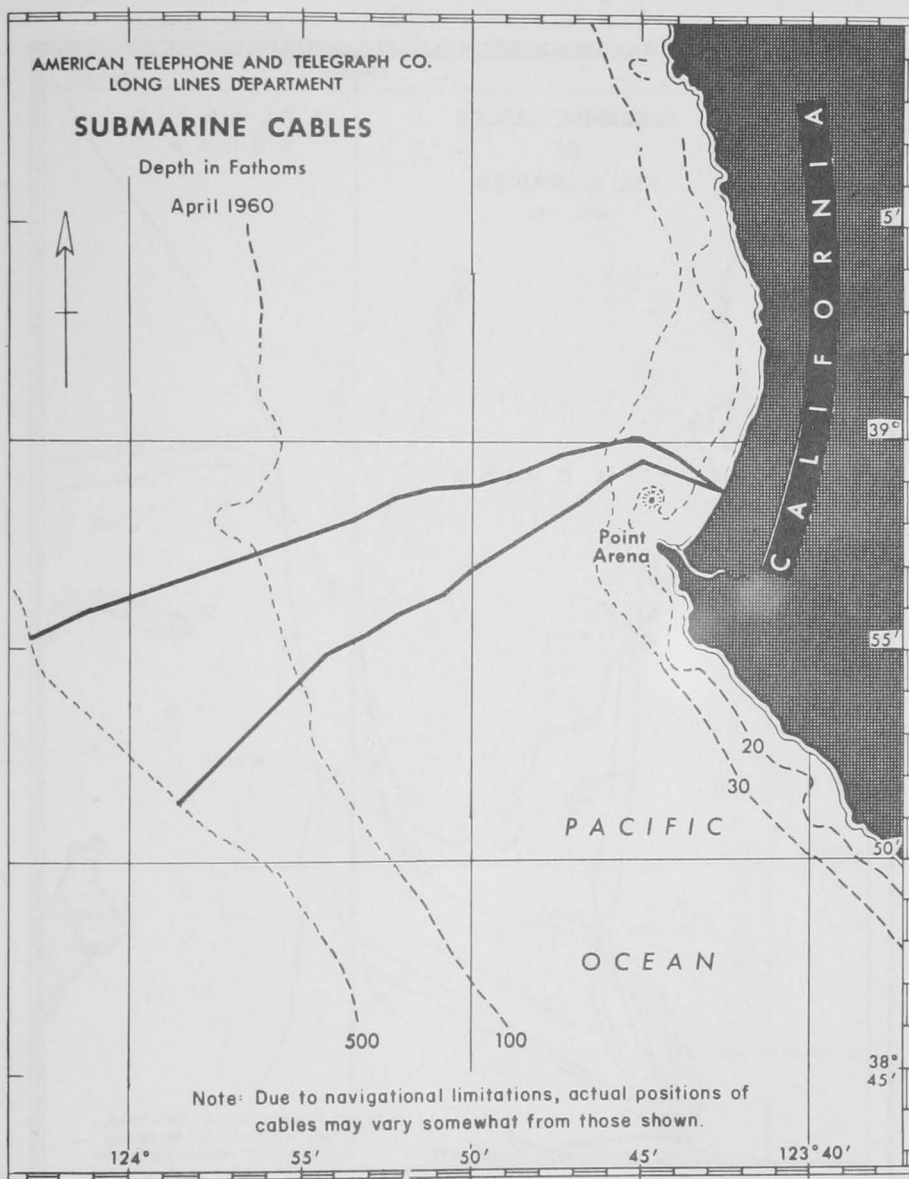 AMERICAN TELEPHONE AND TELEGRAPH CO.
LONG LINES DEPARTMENT
SUBMARINE CABLES
Depth in Fathoms
April 1960
CALIFORNIA
5'
39°
Point
Arena
55'
20
30
PACIFIC
50'
OCEAN
500
100
38°
45'
Note: Due to navigational limitations, actual positions of
cables may vary somewhat from those shown.
124°
55'
50'
45'
123°40'